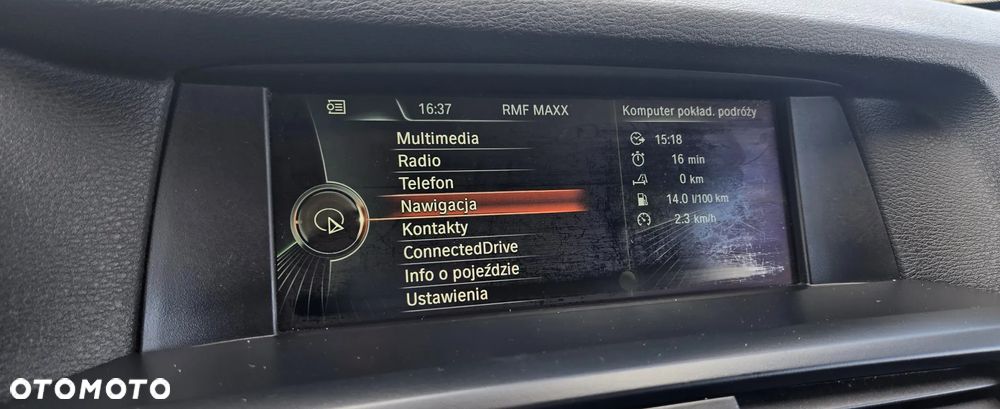 16:37 RMF MAXX Komputer pokład. podróży
Multimedia
Radio
Telefon
Nawigacja
Kontakty
ConnectedDrive
Info o pojeździe
Ustawienia
15:18
16 min
0 km
14.0 l/100 km
2.3 km/h
OTOMOTO